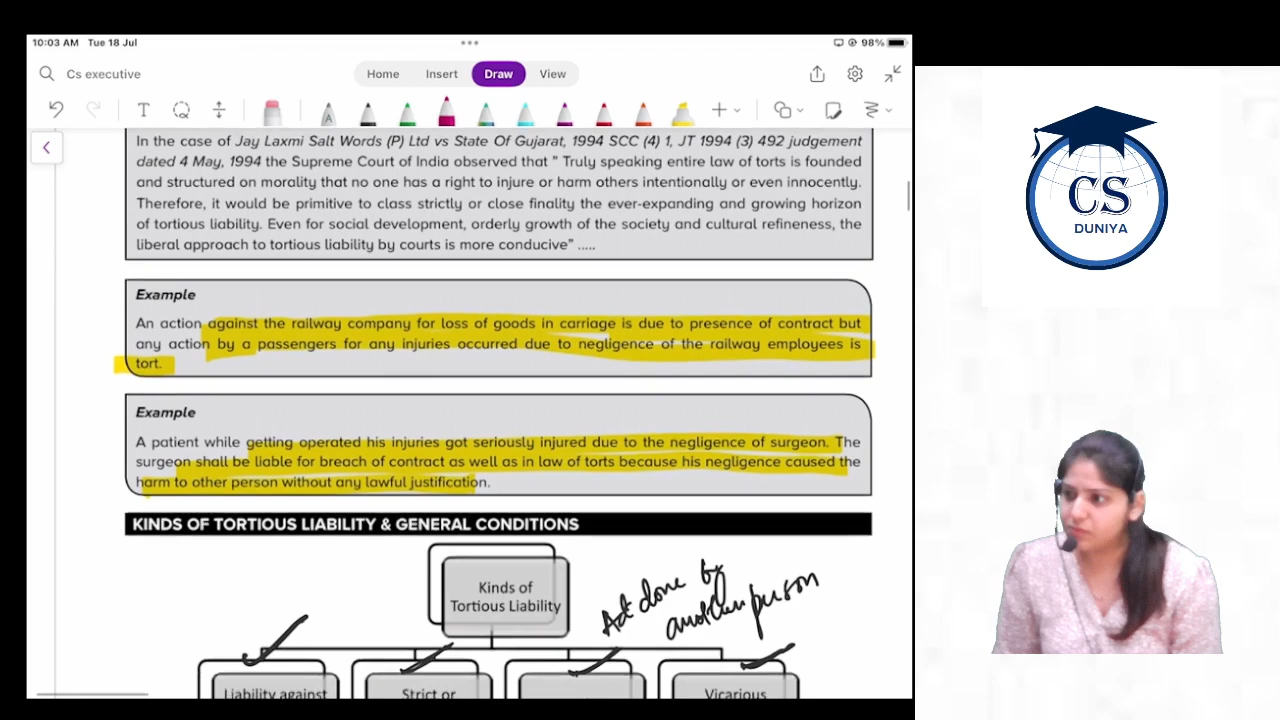 10:03 AM Tue 18 Jul
98%
Cs executive
Home Insert Draw View
In the case of Jay Laxmi Salt Words (P) Ltd vs State Of Gujarat, 1994 SCC (4) 1, JT 1994 (3) 492 judgement
dated 4 May, 1994 the Supreme Court of India observed that " Truly speaking entire law of torts is founded
and structured on morality that no one has a right to injure or harm others intentionally or even innocently.
Therefore, it would be primitive to class strictly or close finality the ever-expanding and growing horizon
of tortious liability. Even for social development, orderly growth of the society and cultural refineness, the
liberal approach to tortious liability by courts is more conducive" .....
Example
An action against the railway company for loss of goods in carriage is due to presence of contract but
any action by a passengers for any injuries occurred due to negligence of the railway employees is
tort.
Example
A patient while getting operated his injuries got seriously injured due to the negligence of surgeon. The
surgeon shall be liable for breach of contract as well as in law of torts because his negligence caused the
harm to other person without any lawful justification.
KINDS OF TORTIOUS LIABILITY & GENERAL CONDITIONS
Kinds of
Tortious Liability
Act done by
another person
Liability against
Strict or
Vicarious
CS
DUNIYA